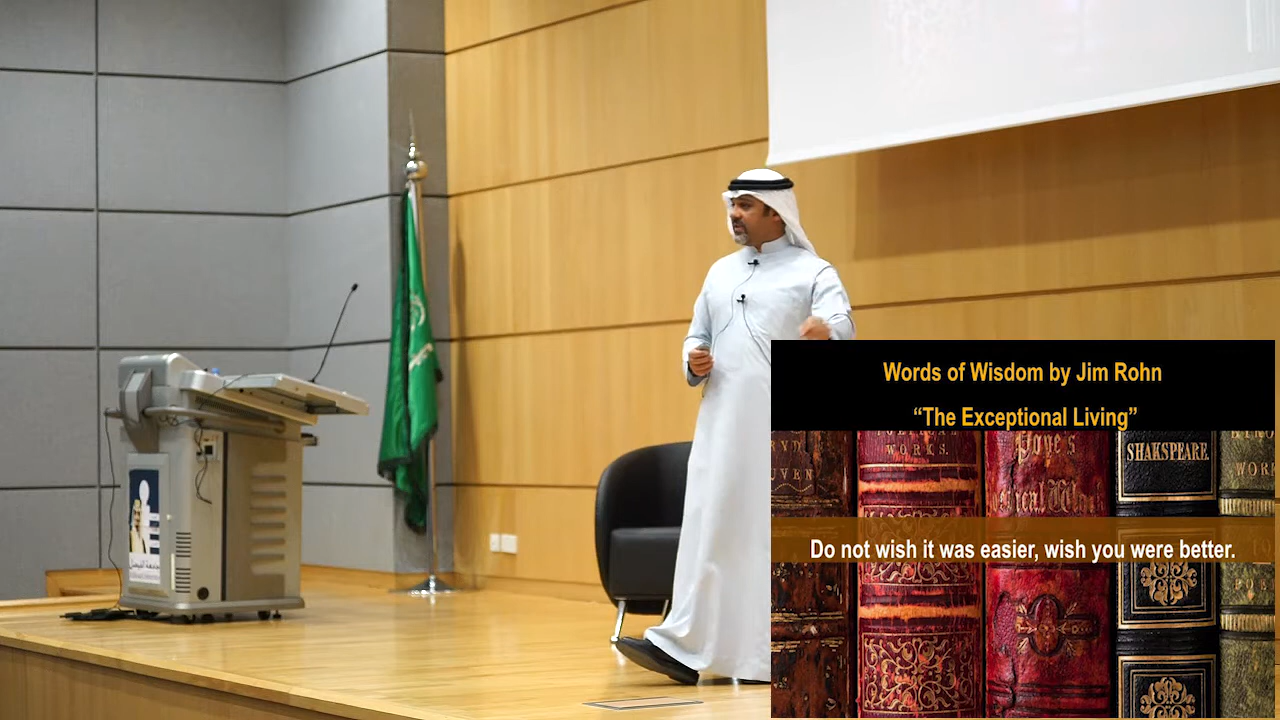 Words of Wisdom by Jim Rohn
“The Exceptional Living”
WORKS.
Pope's
SHAKSPEARE.
Do not wish it was easier, wish you were better.